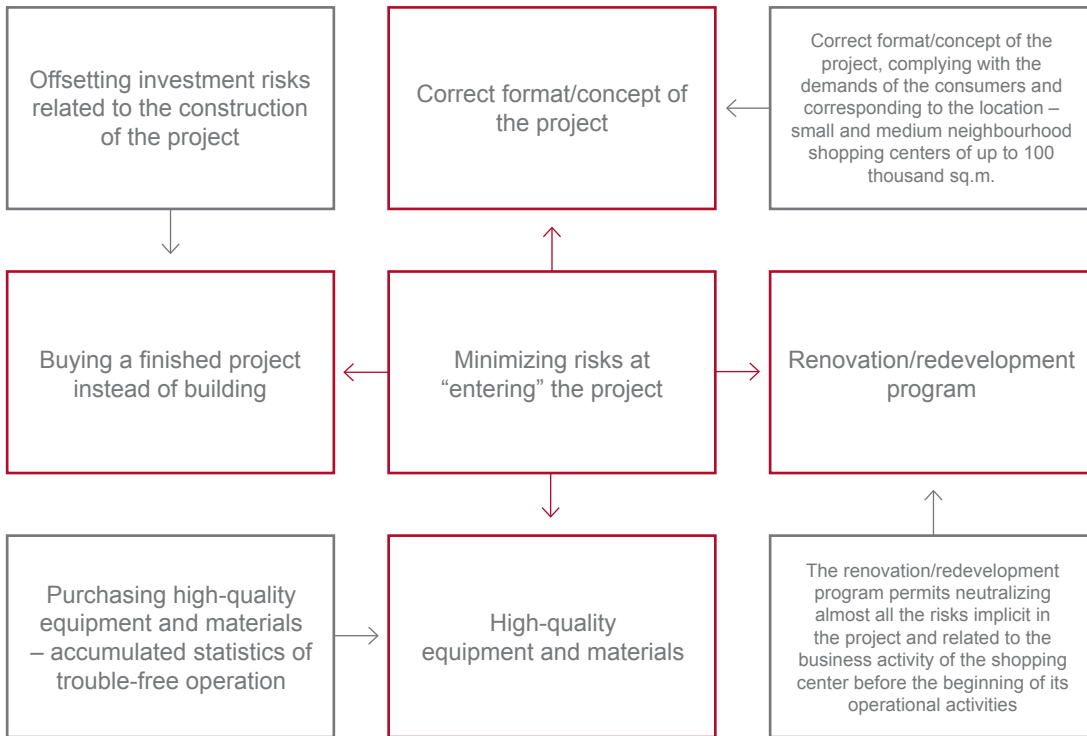 Offsetting investment risks
related to the construction
of the project
Correct format/concept of
the project
Correct format/concept of the
project, complying with the
demands of the consumers and
corresponding to the location –
small and medium neighbourhood
shopping centers of up to 100
thousand sq.m.
Buying a finished project
instead of building
Minimizing risks at
“entering” the project
Renovation/redevelopment
program
Purchasing high-quality
equipment and materials
– accumulated statistics of
trouble-free operation
High-quality
equipment and materials
The renovation/redevelopment
program permits neutralizing
almost all the risks implicit in
the project and related to the
business activity of the shopping
center before the beginning of its
operational activities